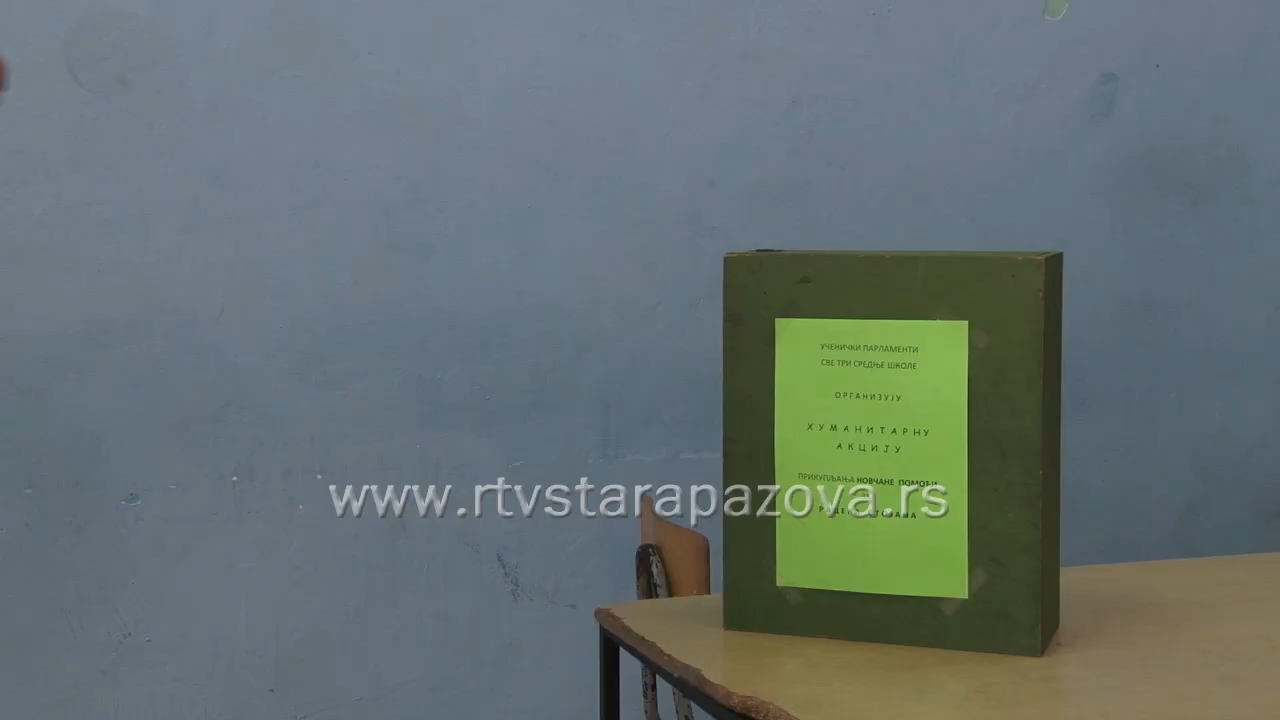 УЧЕНИЧКИ ПАРЛАМЕНТИ
СВЕ ТРИ СРЕДЊЕ ШКОЛЕ
ОРГАНИЗУЈУ
ХУМАНИТАРНУ
АКЦИЈУ
ПРИКУПЉАЊА НОВЧАНЕ ПОМОЋИ
www.rtvstarapazova.rs